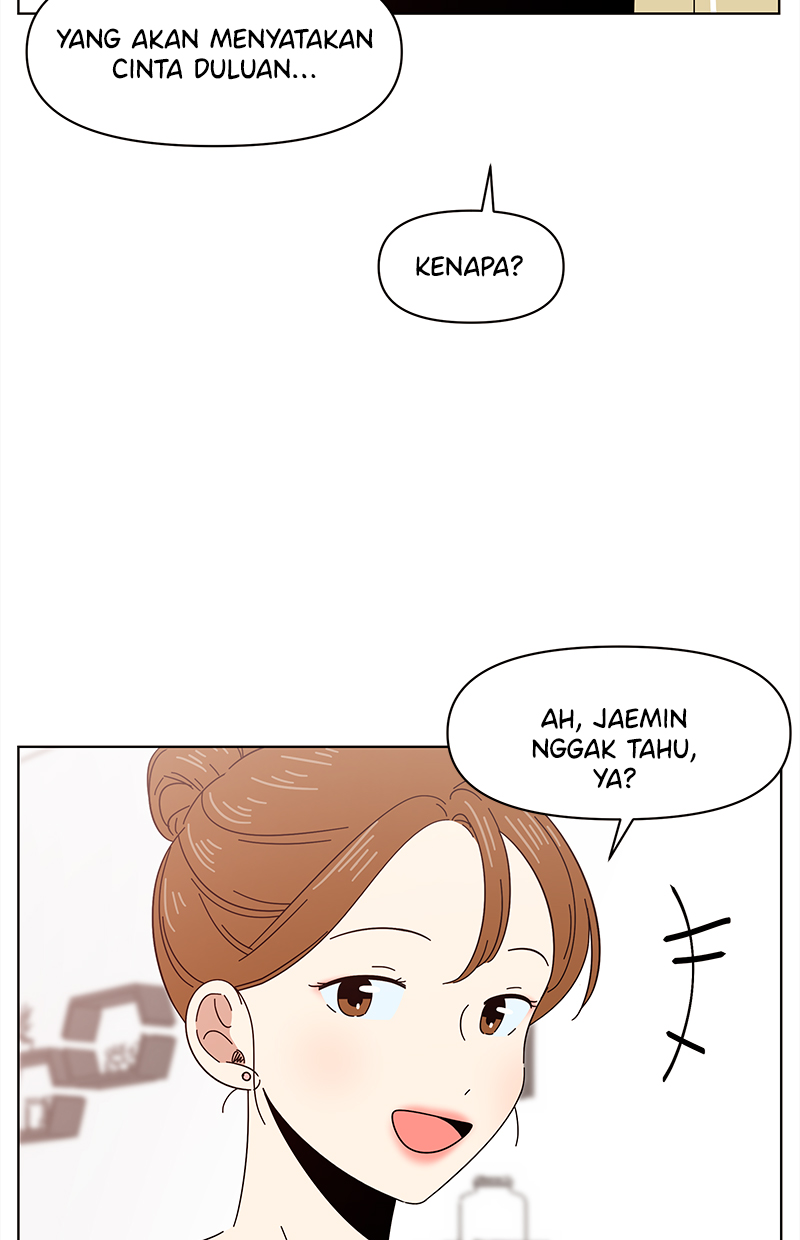 YANG AKAN MENYATAKAN
CINTA DULUAN...
KENAPA?
AH, JAEMIN
NGGAK TAHU,
YA?